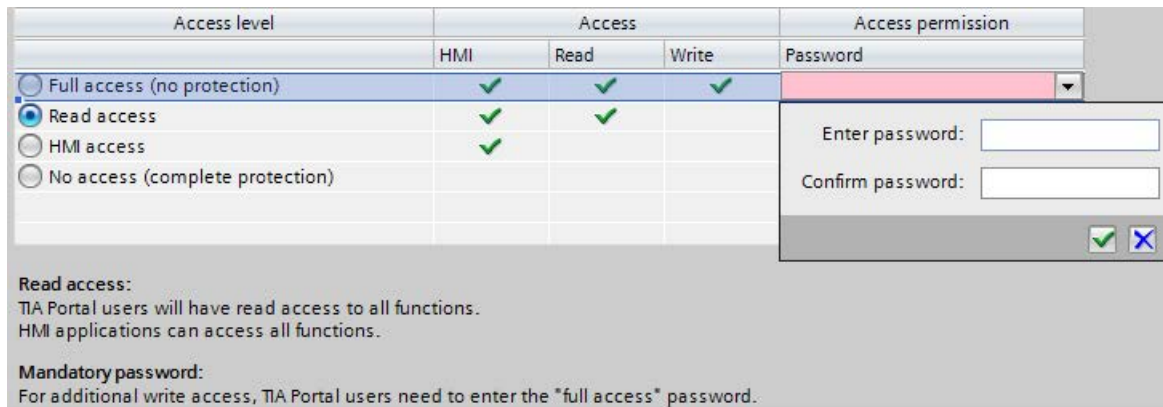 Access level Access Access permission
HMI Read Write Password
Full access (no protection)
Read access
HMI access
No access (complete protection)
Enter password:
Confirm password:
Read access:
TIA Portal users will have read access to all functions.
HMI applications can access all functions.
Mandatory password:
For additional write access, TIA Portal users need to enter the "full access" password.